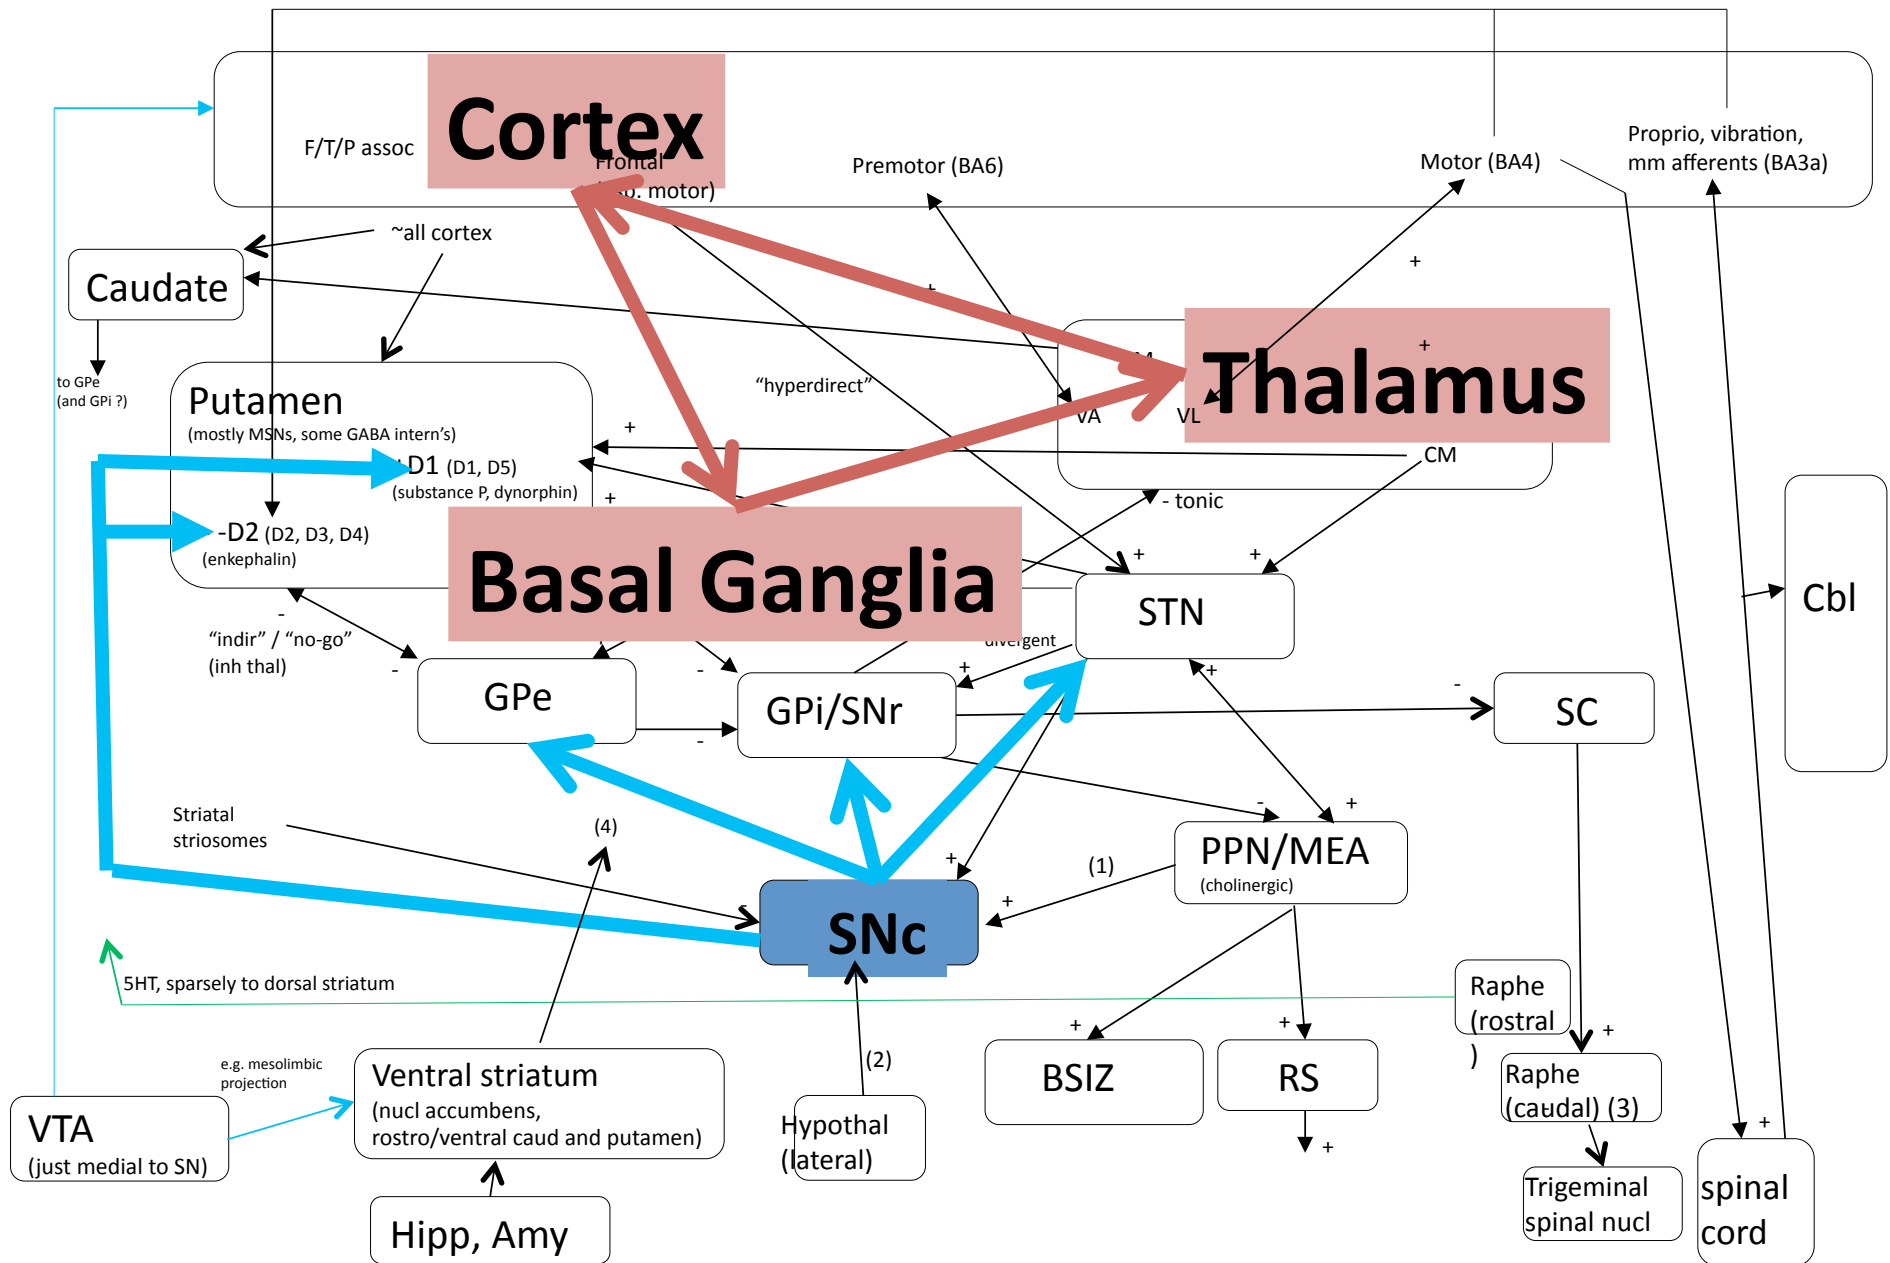 Cortex
F/T/P assoc
Frontal
motor)
Premotor (BA6)
Motor (BA4)
Proprio, vibration,
mm afferents (BA3a)
~all cortex
Caudate
to GPe
(and GPi ?)
+
+
+
Thalamus
VA
VL
CM
"hyperdirect"
Putamen
(mostly MSNs, some GABA intern's)
D1 (D1, D5)
(substance P, dynorphin)
-D2 (D2, D3, D4)
(enkephalin)
+
+
- tonic
+
+
Basal Ganglia
STN
Cbl
-
"indir" / "no-go"
(inh thal)
-
-
divergent
+
+
GPe
GPi/SNr
-
-
SC
Striatal
striosomes
(4)
-
+
PPN/MEA
(cholinergic)
(1)
+
+
-
SNc
5HT, sparsely to dorsal striatum
Raphe
(rostral
)
+
+
+
BSIZ
RS
+
(2)
Hypothal
(lateral)
e.g. mesolimbic
projection
VTA
(just medial to SN)
Ventral striatum
(nucl accumbens,
rostro/ventral caud and putamen)
Hipp, Amy
Raphe
(caudal) (3)
Trigeminal
spinal nucl
+
spinal
cord